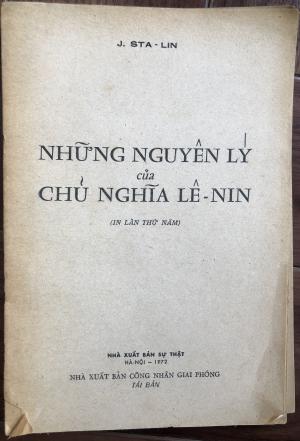 J. STA - LIN
NHỮNG NGUYÊN LÝ
của
CHỦ NGHĨA LÊ-NIN
(IN LẦN THỨ NĂM)
NHÀ XUẤT BẢN SỰ THẬT
HÀ-NỘI — 1972
NHÀ XUẤT BẢN CÔNG NHÂN GIẢI PHÓNG
TÁI BẢN